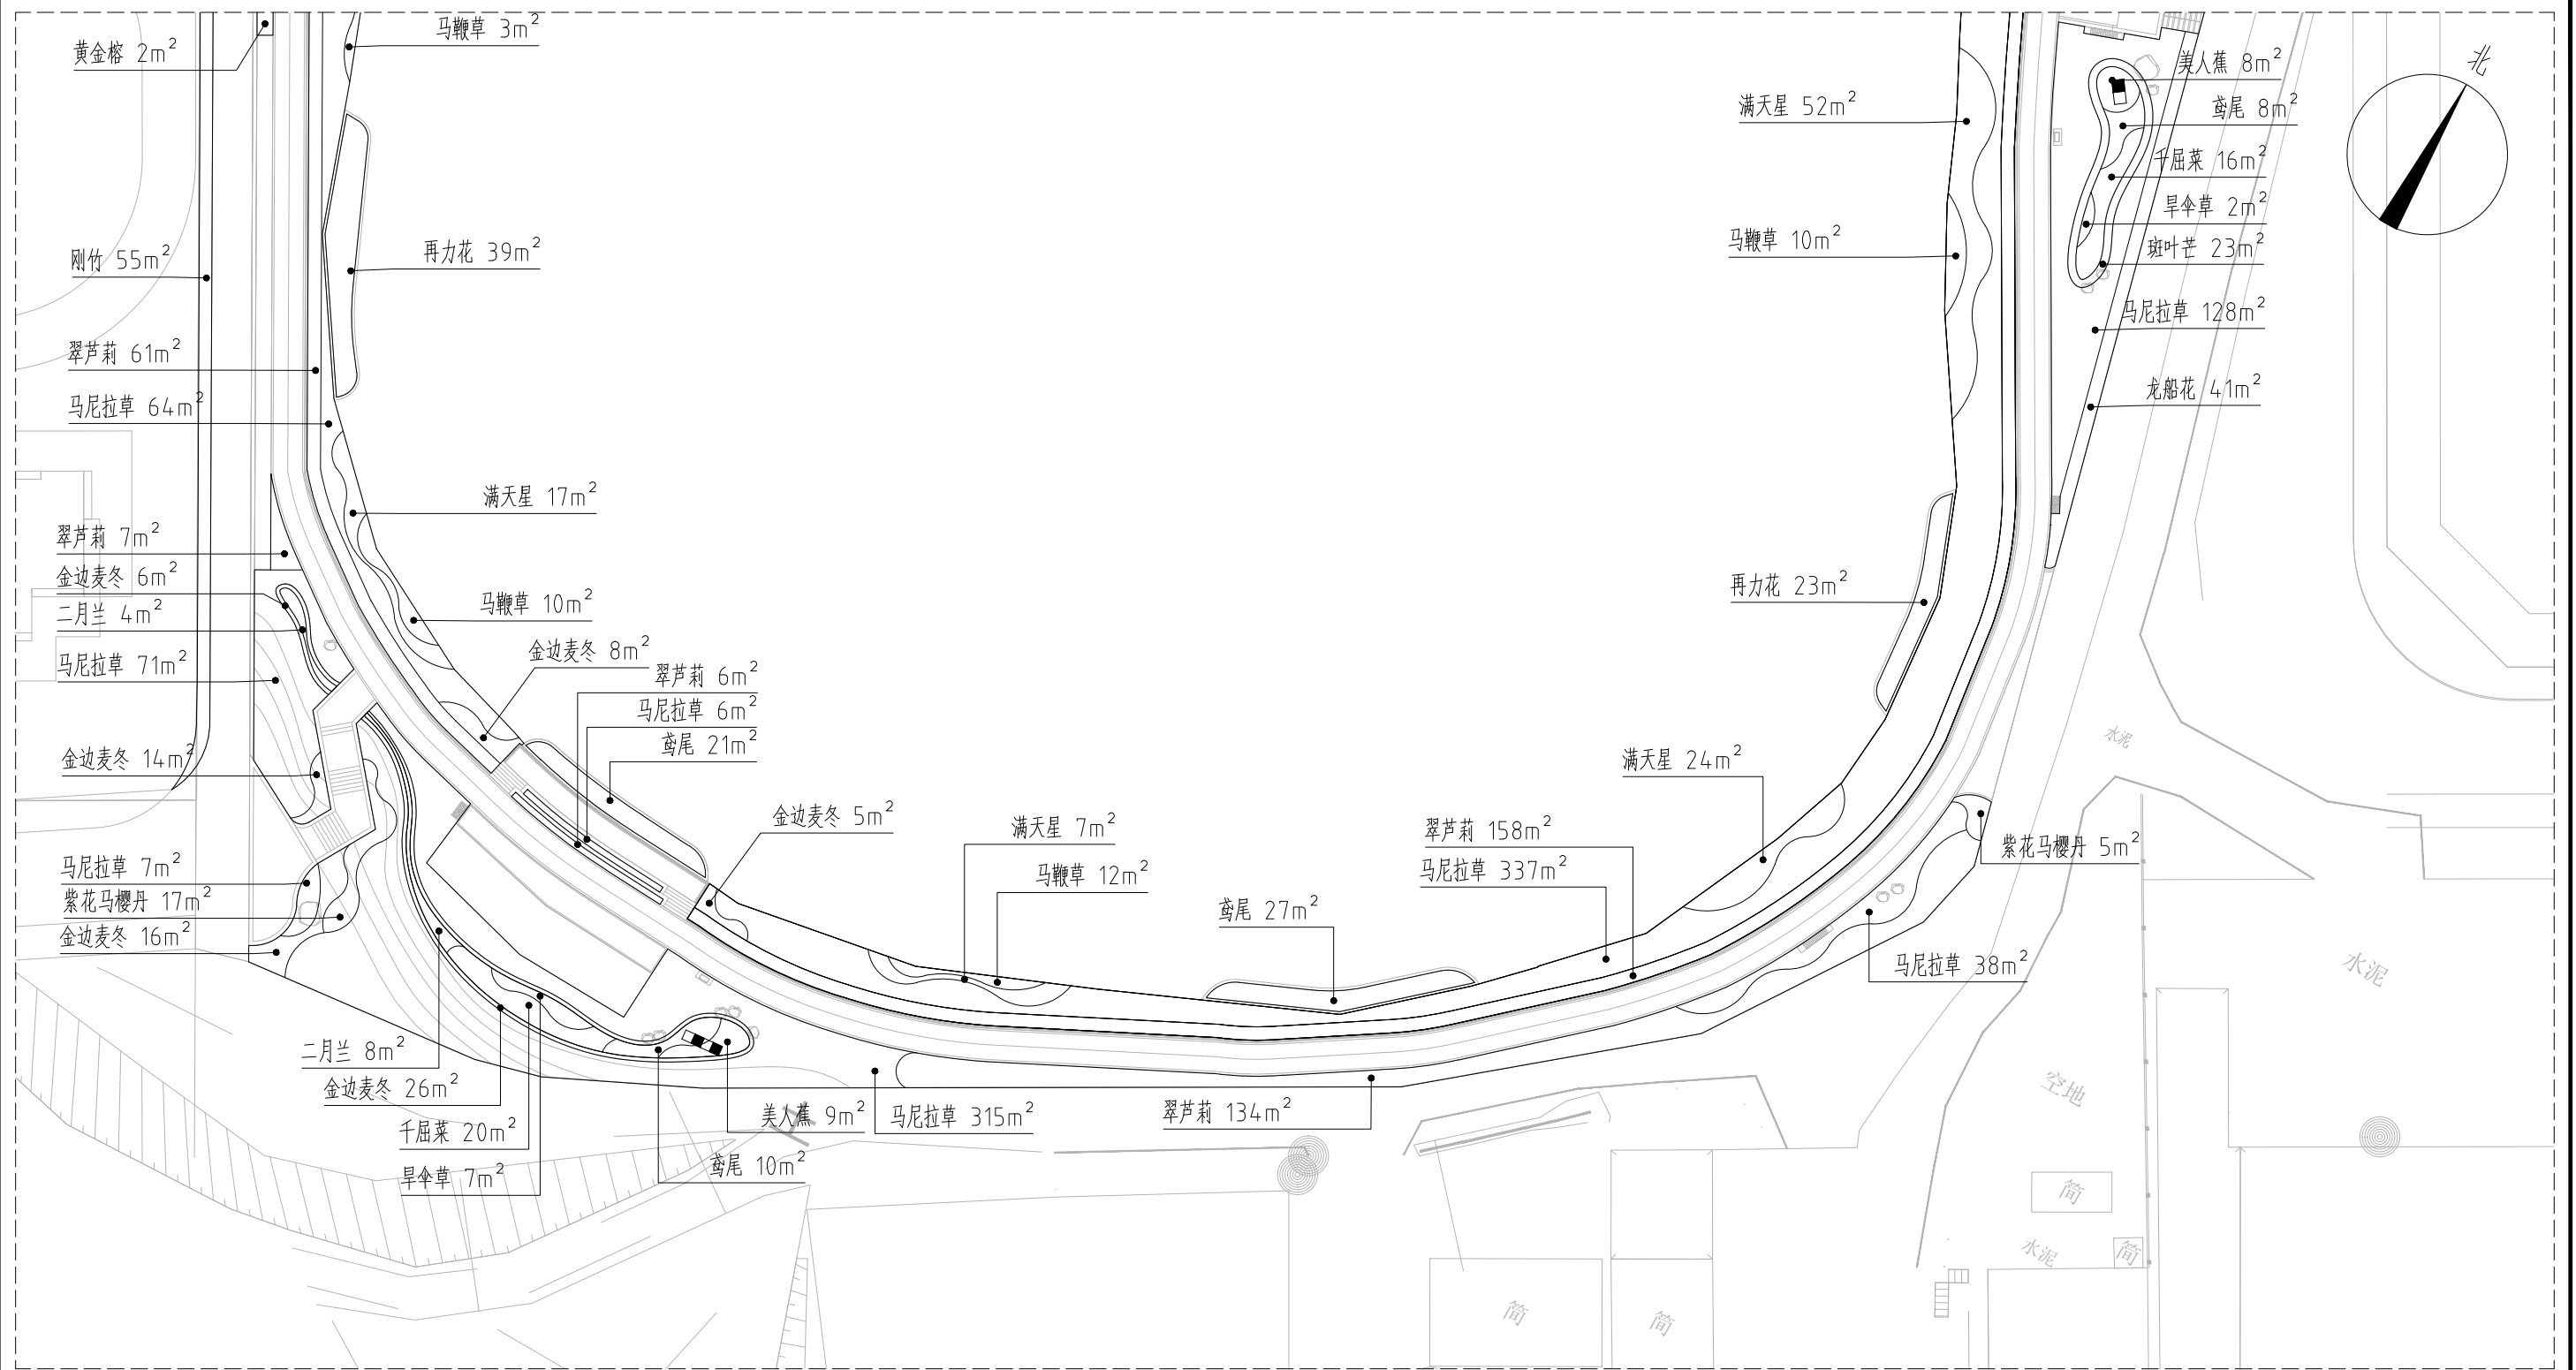 马鞭草 3m²
黄金榕 2m²
北
美人蕉 8m²
满天星 52m²
鸢尾 8m²
千屈菜 16m²
旱伞草 2m²
马鞭草 10m²
再力花 39m²
斑叶芒 23m²
刚竹 55m²
马尼拉草 128m²
翠芦莉 61m²
龙船花 41m²
马尼拉草 64m²
满天星 17m²
翠芦莉 7m²
金边麦冬 6m²
再力花 23m²
马鞭草 10m²
二月兰 4m²
金边麦冬 8m²
马尼拉草 71m²
翠芦莉 6m²
马尼拉草 6m²
鸢尾 21m²
水泥
金边麦冬 14m²
满天星 24m²
金边麦冬 5m²
满天星 7m²
翠芦莉 158m²
紫花马樱丹 5m²
马尼拉草 7m²
马鞭草 12m²
马尼拉草 337m²
紫花马樱丹 17m²
鸢尾 27m²
金边麦冬 16m²
马尼拉草 38m²
水泥
二月兰 8m²
金边麦冬 26m²
空地
美人蕉 9m²
马尼拉草 315m²
翠芦莉 134m²
千屈菜 20m²
鸢尾 10m²
旱伞草 7m²
简
水泥
简
简
简